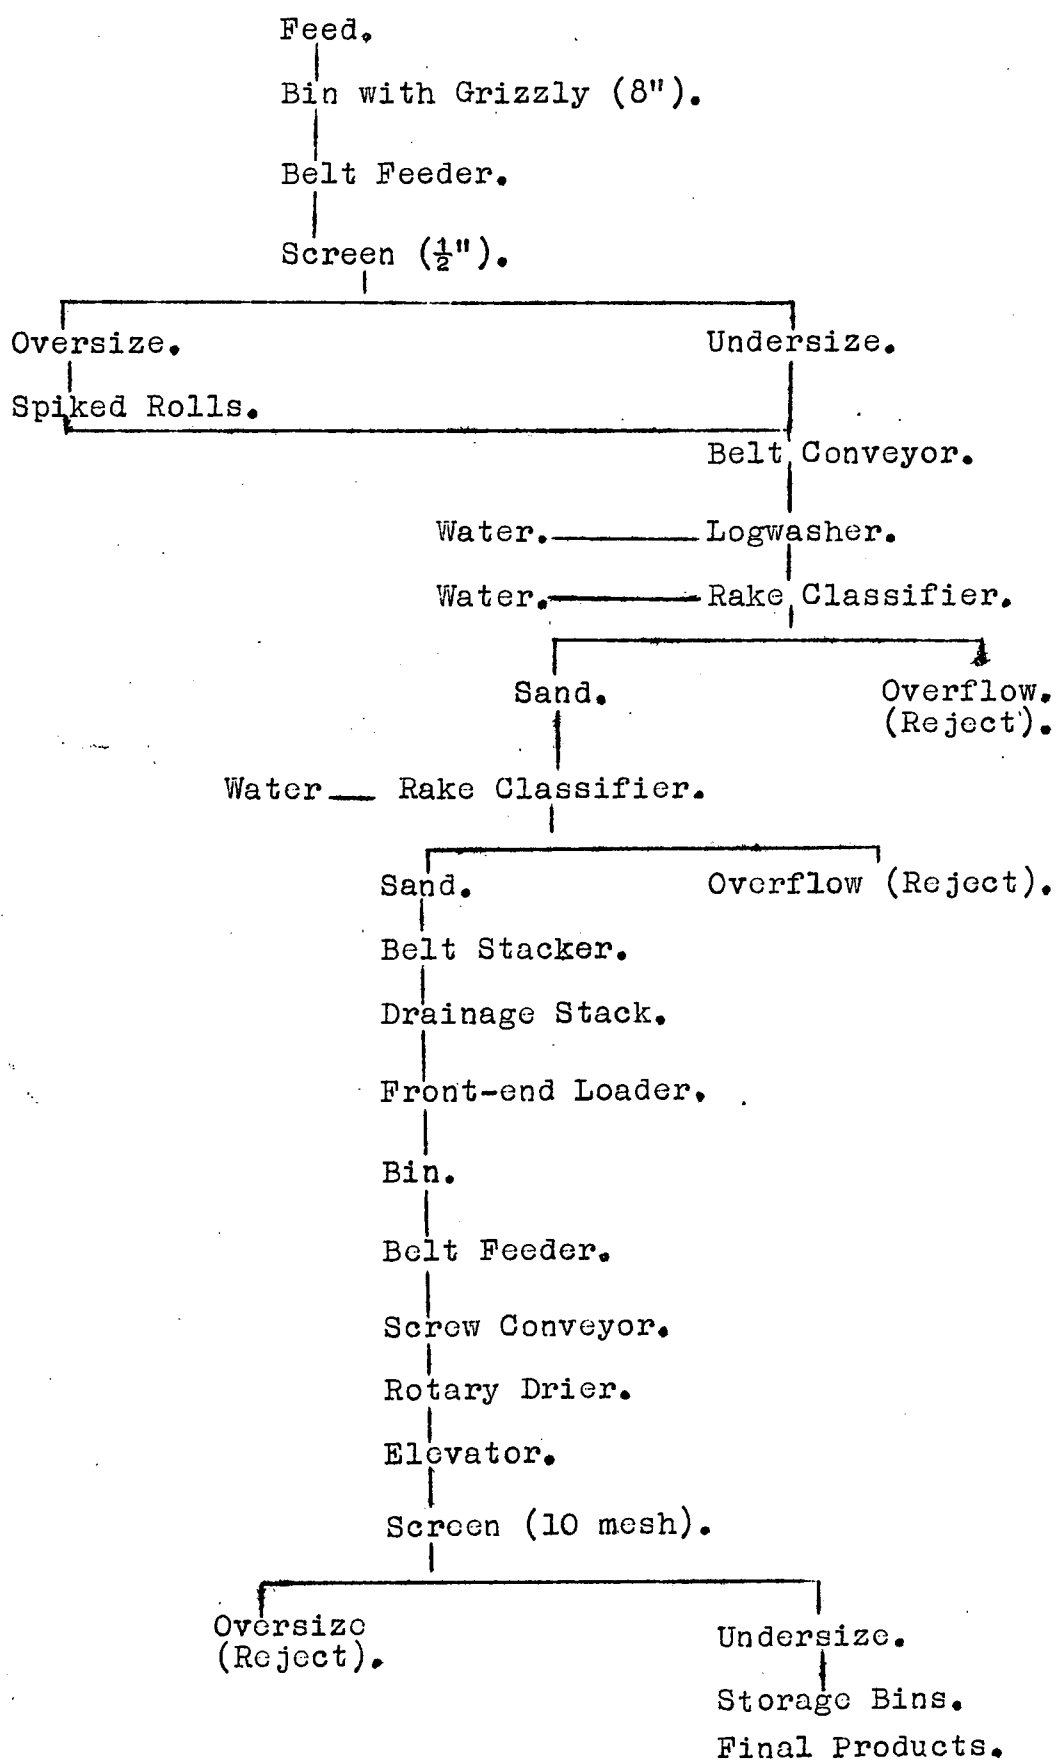 Feed.
Bin with Grizzly (8").
Belt Feeder.
Screen (½").
Oversize.
Undersize.
Spiked Rolls.
Belt Conveyor.
Water.
Logwasher.
Water.
Rake Classifier.
Sand.
Overflow.
(Reject).
Water
Rake Classifier.
Sand.
Overflow (Reject).
Belt Stacker.
Drainage Stack.
Front-end Loader.
Bin.
Belt Feeder.
Screw Conveyor.
Rotary Drier.
Elevator.
Screen (10 mesh).
Oversize
(Reject).
Undersize.
Storage Bins.
Final Products.